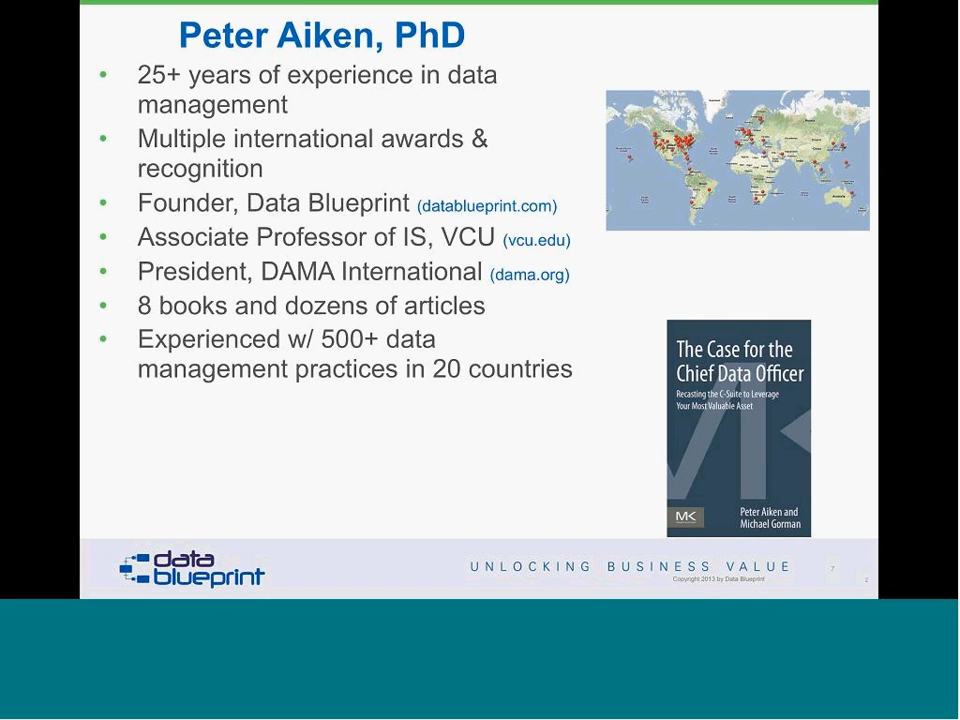 Peter Aiken, PhD
• 25+ years of experience in data
management
• Multiple international awards &
recognition
• Founder, Data Blueprint (datablueprint.com)
• Associate Professor of IS, VCU (vcu.edu)
• President, DAMA International (dama.org)
• 8 books and dozens of articles
• Experienced w/ 500+ data
management practices in 20 countries
The Case for the
Chief Data Officer
Recasting the C-Suite to Leverage
Your Most Valuable Asset
MK
Peter Aiken and
Michael Gorman
data
blueprint
UNLOCKING BUSINESS VALUE
Copyright 2013 by Data Blueprint
7
2